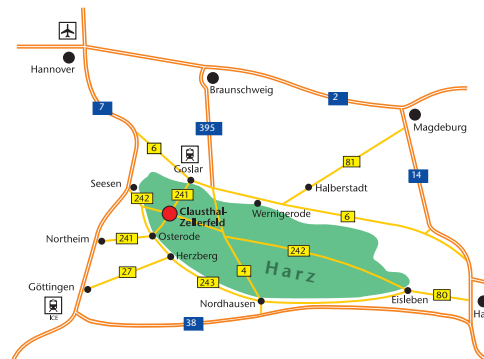 Hannover
Braunschweig
7
2
395
Magdeburg
6
Goslar
81
14
Seesen
242
241
Halberstadt
Clausthal-
Zellerfeld
Wernigerode
6
Northeim
241
Osterode
242
Herzberg
27
4
Harz
Göttingen
243
Nordhausen
Eisleben
80
Ha
ICE
38